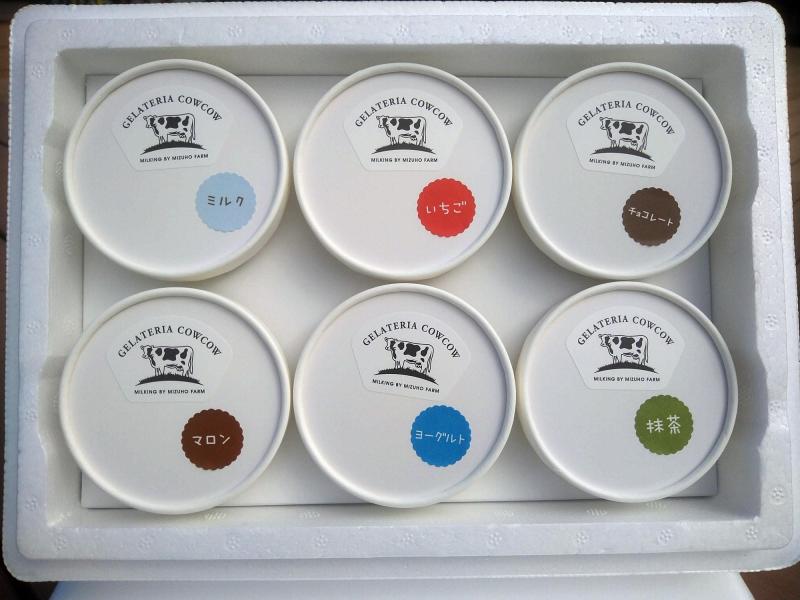 GELATERIA COWCOW
MILKING BY MIZUHO FARM
ミルク
GELATERIA COWCOW
MILKING BY MIZUHO FARM
いちご
GELATERIA COWCOW
MILKING BY MIZUHO FARM
チョコレート
GELATERIA COWCOW
MILKING BY MIZUHO FARM
マロン
GELATERIA COWCOW
MILKING BY MIZUHO FARM
ヨーグルト
GELATERIA COWCOW
MILKING BY MIZUHO FARM
抹茶